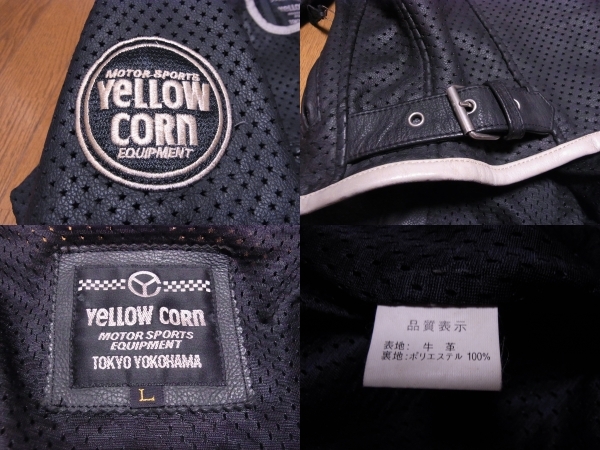 MOTOR SPORTS
YeLLOW
CORN
EQUIPMENT
YeLLOW CORN
MOTOR SPORTS
EQUIPMENT
TOKYO YOKOHAMA
L
品質表示
表地: 牛 革
裏地:ポリエステル 100%